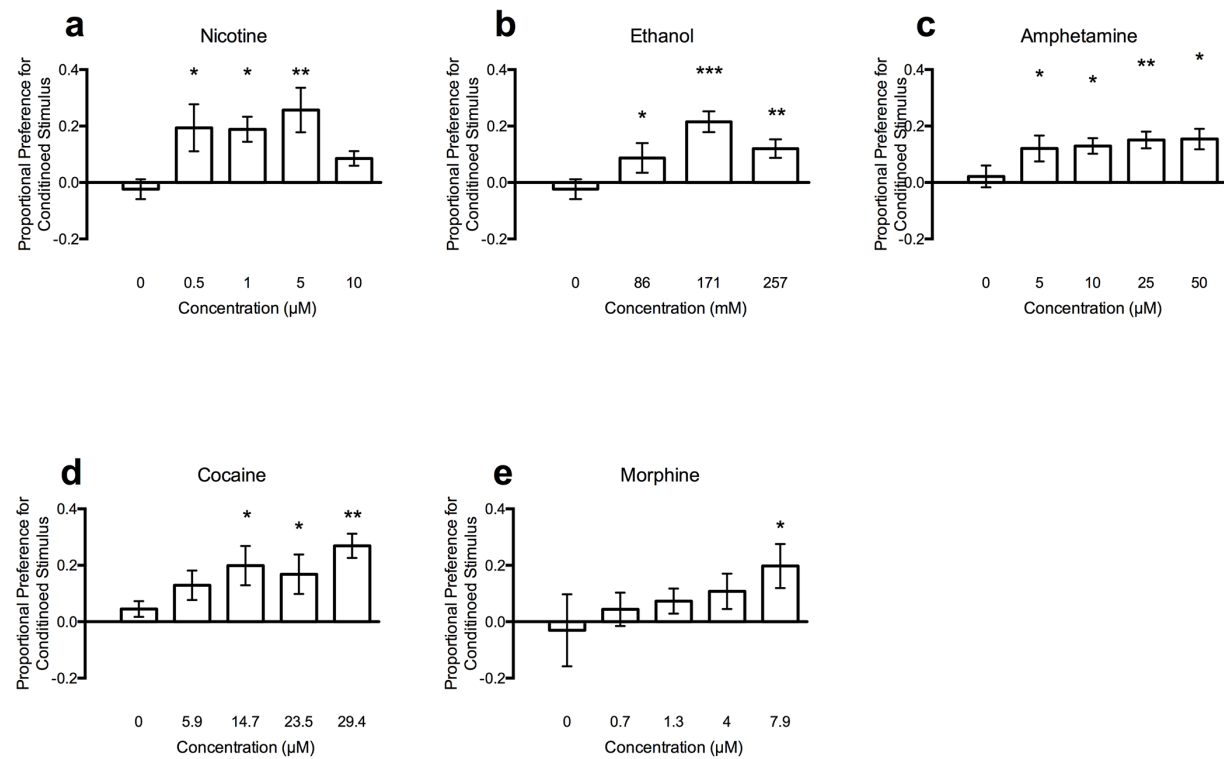 a
Nicotine
Proportional Preference for
Conditinoed Stimulus
0.4
0.2
0.0
-0.2
* * **
0 0.5 1 5 10
Concentration (µM)
b
Ethanol
Proportional Preference for
Conditinoed Stimulus
0.4
0.2
0.0
-0.2
* *** **
0 86 171 257
Concentration (mM)
c
Amphetamine
Proportional Preference for
Conditinoed Stimulus
0.4
0.2
0.0
-0.2
* * ** *
0 5 10 25 50
Concentration (µM)
d
Cocaine
Proportional Preference for
Conditinoed Stimulus
0.4
0.2
0.0
-0.2
* * **
0 5.9 14.7 23.5 29.4
Concentration (µM)
e
Morphine
Proportional Preference for
Conditinoed Stimulus
0.4
0.2
0.0
-0.2
*
0 0.7 1.3 4 7.9
Concentration (µM)